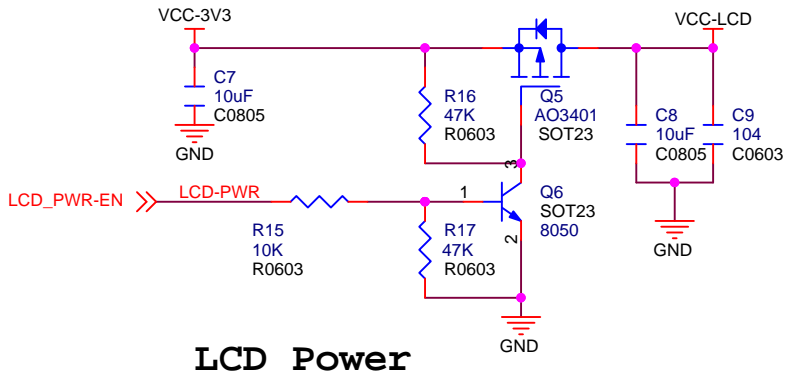 VCC-3V3
VCC-LCD
C7
10uF
C0805
GND
R16
47K
R0603
Q5
AO3401
SOT23
C8
10uF
C0805
C9
104
C0603
GND
LCD_PWR-EN
LCD-PWR
R15
10K
R0603
R17
47K
R0603
1
3
2
Q6
SOT23
8050
GND
LCD Power